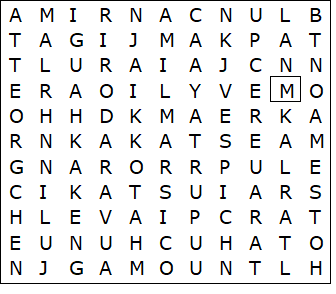 A M I R N A C N U L B
T A G I J M A K P A T
T L U R A I A J C N N
E R A O I L Y V E M O
O H H D K M A E R K A
R N K A K A T S E A M
G N A R O R R P U L E
C I K A T S U I A R S
H L E V A I P C R A T
E U N U H C U H A T O
N J G A M O U N T L H